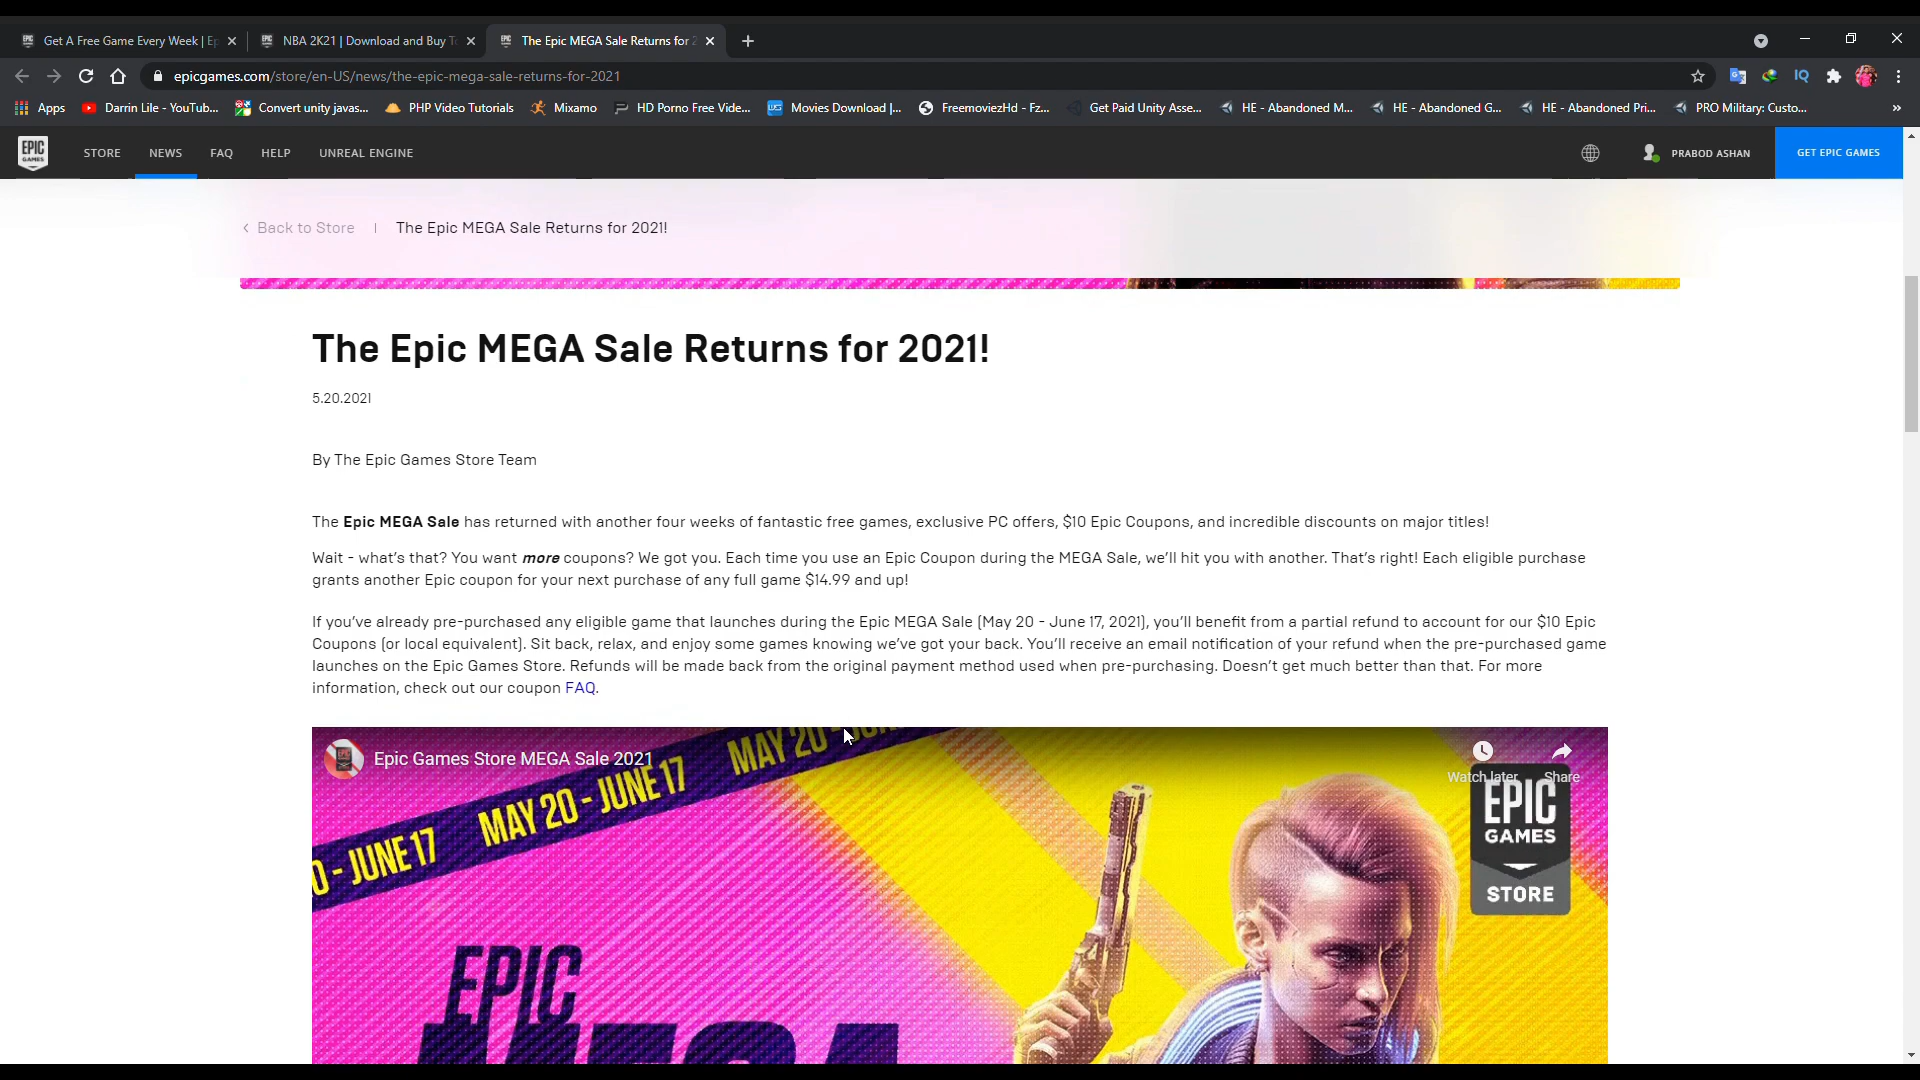 Get A Free Game Every Week | Ep
NBA 2K21 | Download and Buy To
The Epic MEGA Sale Returns for 2
epicgames.com/store/en-US/news/the-epic-mega-sale-returns-for-2021
Apps
Darrin Lile - YouTub...
Convert unity javas...
PHP Video Tutorials
Mixamo
HD Porno Free Vide...
Movies Download |...
FreemoviezHd - Fz...
Get Paid Unity Asse...
HE - Abandoned M...
HE - Abandoned G...
HE - Abandoned Pri...
PRO Military: Custo...
EPIC GAMES
STORE
NEWS
FAQ
HELP
UNREAL ENGINE
PRABOD ASHAN
GET EPIC GAMES
Back to Store | The Epic MEGA Sale Returns for 2021!
The Epic MEGA Sale Returns for 2021!
5.20.2021
By The Epic Games Store Team
The Epic MEGA Sale has returned with another four weeks of fantastic free games, exclusive PC offers, $10 Epic Coupons, and incredible discounts on major titles!
Wait - what's that? You want more coupons? We got you. Each time you use an Epic Coupon during the MEGA Sale, we'll hit you with another. That's right! Each eligible purchase
grants another Epic coupon for your next purchase of any full game $14.99 and up!
If you've already pre-purchased any eligible game that launches during the Epic MEGA Sale (May 20 - June 17, 2021), you'll benefit from a partial refund to account for our $10 Epic
Coupons (or local equivalent). Sit back, relax, and enjoy some games knowing we've got your back. You'll receive an email notification of your refund when the pre-purchased game
launches on the Epic Games Store. Refunds will be made back from the original payment method used when pre-purchasing. Doesn't get much better than that. For more
information, check out our coupon FAQ.
Epic Games Store MEGA Sale 2021
Watch later
Share
0 - JUNE 17 MAY 20 - JUNE 17 MAY 20 - JUN
EPIC
GAMES
STORE
EPIC
MEGA